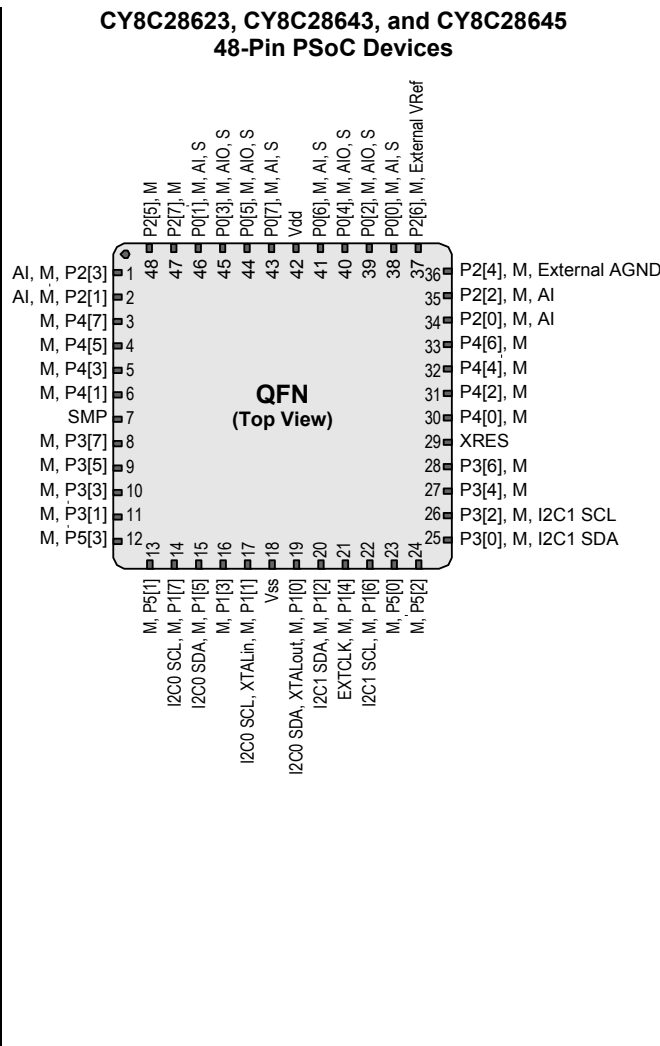 CY8C28623, CY8C28643, and CY8C28645
48-Pin PSoC Devices
P2[5], M
P2[7], M
P0[1], M, AI, S
P0[3], M, AIO, S
P0[5], M, AIO, S
P0[7], M, AI, S
Vdd
P0[6], M, AI, S
P0[4], M, AIO, S
P0[2], M, AIO, S
P0[0], M, AI, S
P2[6], M, External VRef
48 47 46 45 44 43 42 41 40 39 38 37
AI, M, P2[3] 1
AI, M, P2[1] 2
M, P4[7] 3
M, P4[5] 4
M, P4[3] 5
M, P4[1] 6
SMP 7
M, P3[7] 8
M, P3[5] 9
M, P3[3] 10
M, P3[1] 11
M, P5[3] 12
QFN
(Top View)
36 P2[4], M, External AGND
35 P2[2], M, AI
34 P2[0], M, AI
33 P4[6], M
32 P4[4], M
31 P4[2], M
30 P4[0], M
29 XRES
28 P3[6], M
27 P3[4], M
26 P3[2], M, I2C1 SCL
25 P3[0], M, I2C1 SDA
13 14 15 16 17 18 19 20 21 22 23 24
M, P5[1]
I2C0 SCL, M, P1[7]
I2C0 SDA, M, P1[5]
M, P1[3]
I2C0 SCL, XTALin, M, P1[1]
Vss
I2C0 SDA, XTALout, M, P1[0]
I2C1 SDA, M, P1[2]
EXTCLK, M, P1[4]
I2C1 SCL, M, P1[6]
M, P5[0]
M, P5[2]